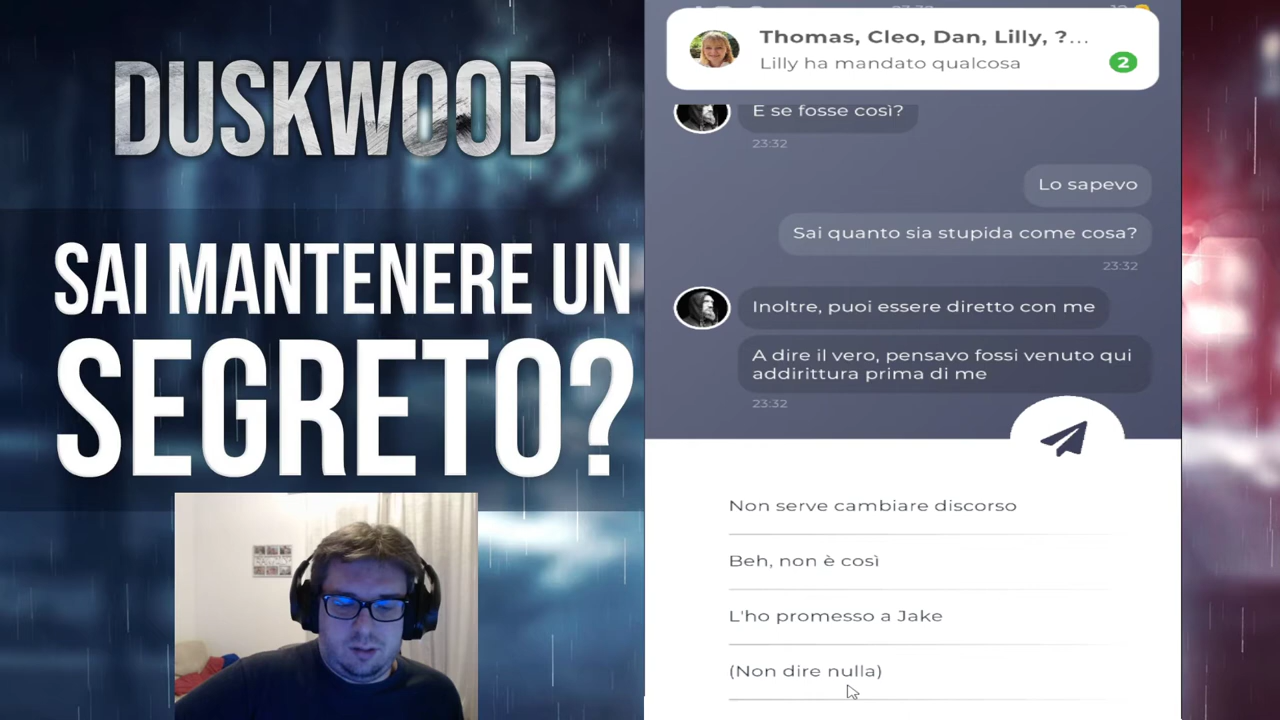 DUSKWOOD
SAI MANTENERE UN
SEGRETO?
23:32
Thomas, Cleo, Dan, Lilly, ?...
Lilly ha mandato qualcosa
2
E se fosse così?
23:32
Lo sapevo
Sai quanto sia stupida come cosa?
23:32
Inoltre, puoi essere diretto con me
A dire il vero, pensavo fossi venuto qui
addirittura prima di me
23:32
Non serve cambiare discorso
Beh, non è così
L'ho promesso a Jake
(Non dire nulla)